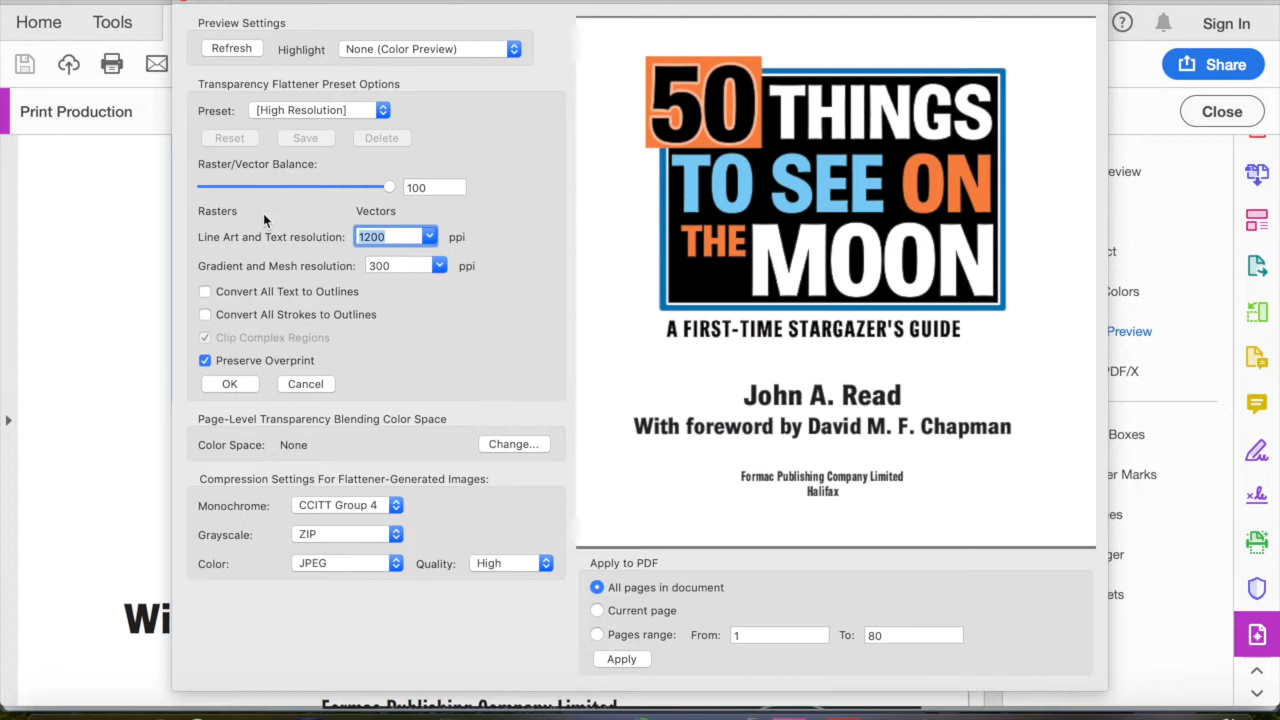 Home
Tools
Sign In
Share
Print Production
Close
Preview Settings
Refresh
Highlight
None (Color Preview)
Transparency Flattener Preset Options
Preset:
[High Resolution]
Reset
Save
Delete
Raster/Vector Balance:
100
Rasters
Vectors
Line Art and Text resolution:
1200
ppi
Gradient and Mesh resolution:
300
ppi
Convert All Text to Outlines
Convert All Strokes to Outlines
Clip Complex Regions
Preserve Overprint
OK
Cancel
Page-Level Transparency Blending Color Space
Color Space:
None
Change...
Compression Settings For Flattener-Generated Images:
Monochrome:
CCITT Group 4
Grayscale:
ZIP
Color:
JPEG
Quality:
High
50 THINGS
TO SEE ON
THE MOON
A FIRST-TIME STARGAZER'S GUIDE
John A. Read
With foreword by David M. F. Chapman
Formac Publishing Company Limited
Halifax
Apply to PDF
All pages in document
Current page
Pages range:
From:
1
To:
80
Apply
eview
ct
Colors
Preview
PDF/X
Boxes
er Marks
es
ger
ets
Wi
Formac Publishing Company Limited